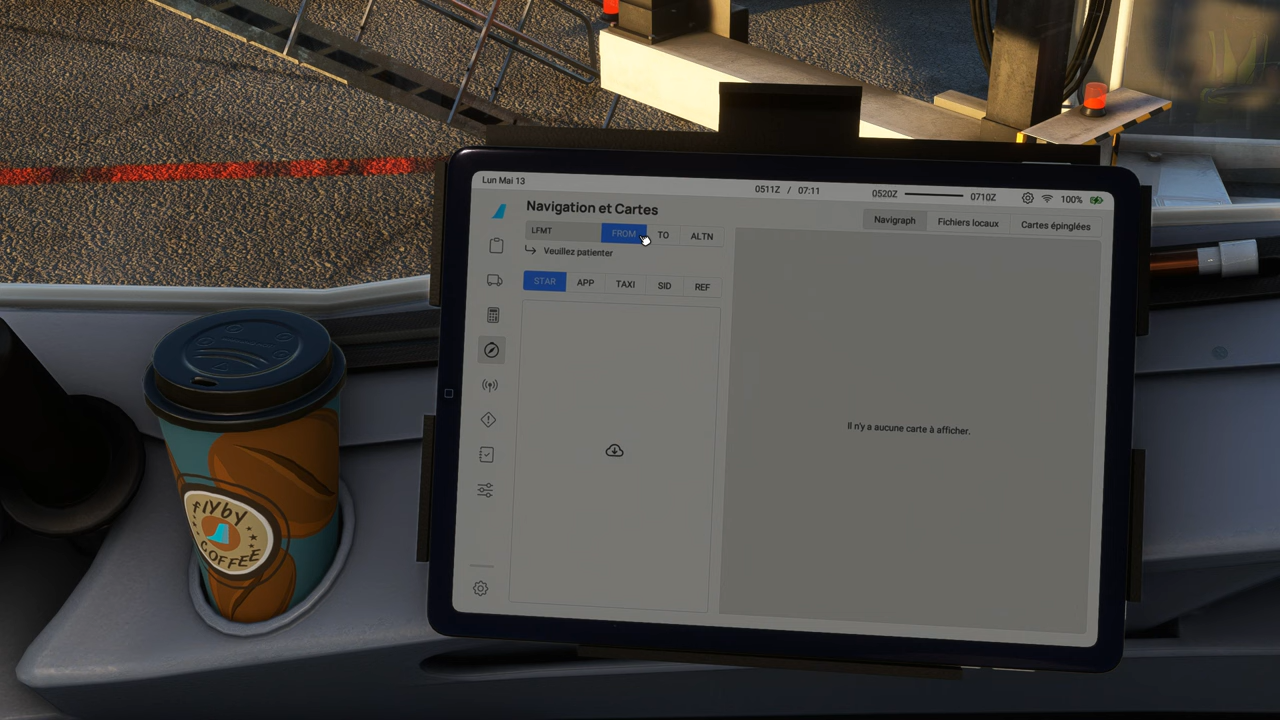 Lun Mai 13
0511Z / 07:11
0520Z
0710Z
100%
Navigation et Cartes
Navigraph
Fichiers locaux
Cartes épinglées
LFMT
FROM
TO
ALTN
Veuillez patienter
STAR
APP
TAXI
SID
REF
Il n'y a aucune carte à afficher.
flyby
COFFEE